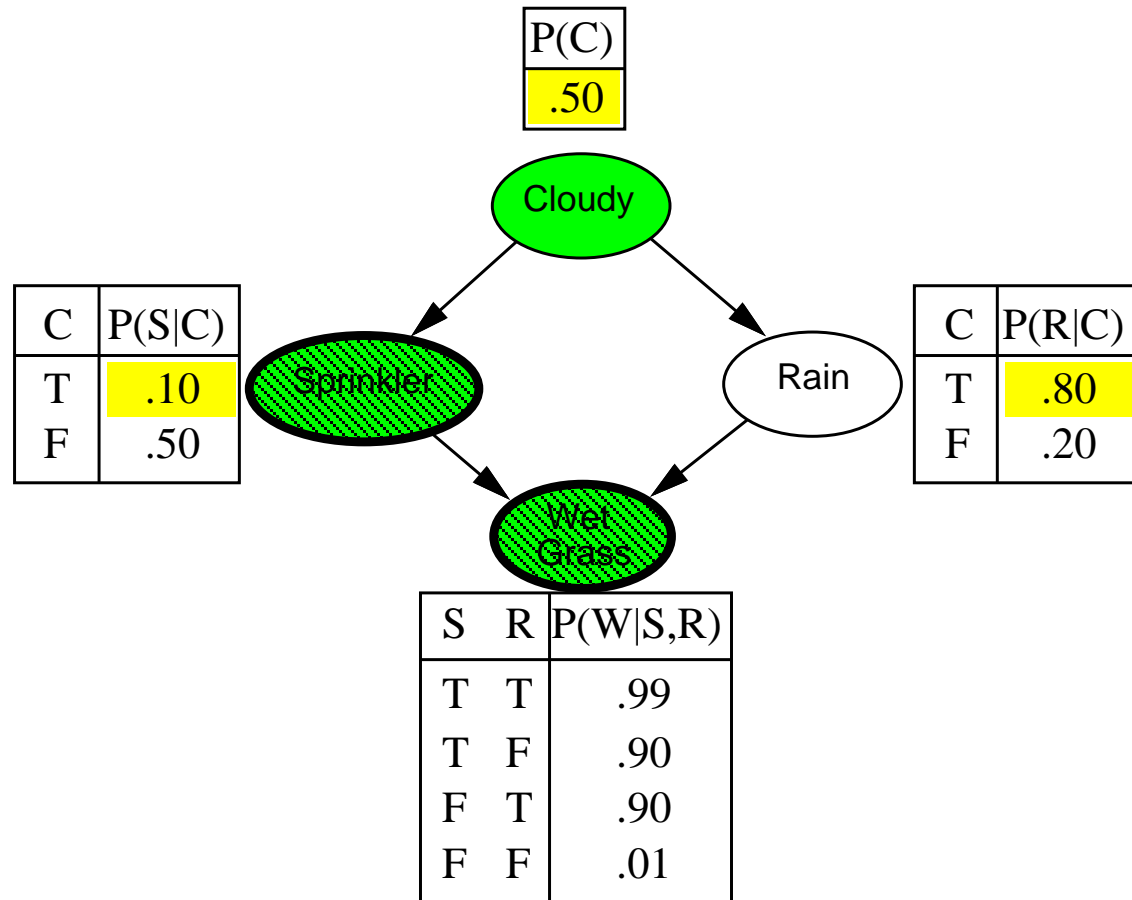 P(C)
.50
Cloudy
C P(S|C)
T .10
F .50
Sprinkler
Rain
C P(R|C)
T .80
F .20
Wet
Grass
S R P(W|S,R)
T T .99
T F .90
F T .90
F F .01